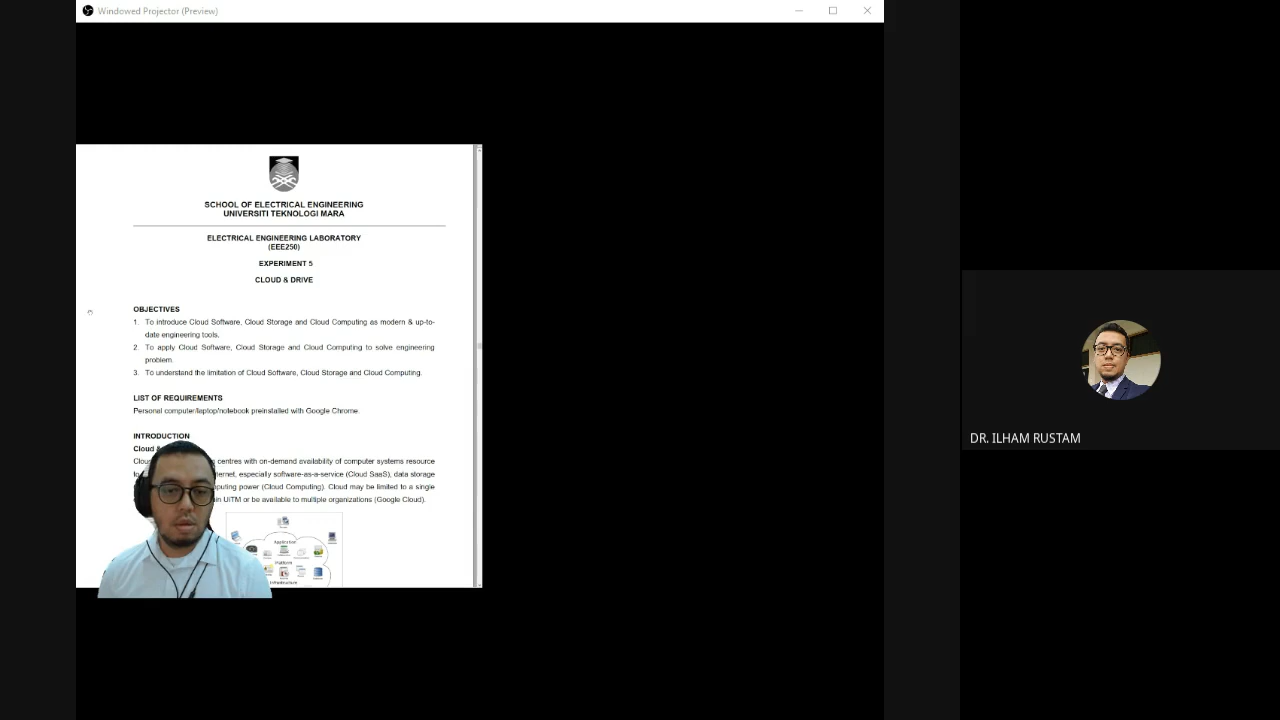 Windowed Projector (Preview)
SCHOOL OF ELECTRICAL ENGINEERING
UNIVERSITI TEKNOLOGI MARA
ELECTRICAL ENGINEERING LABORATORY
(EEE250)
EXPERIMENT 5
CLOUD & DRIVE
OBJECTIVES
1. To introduce Cloud Software, Cloud Storage and Cloud Computing as modern & up-to-
date engineering tools.
2. To apply Cloud Software, Cloud Storage and Cloud Computing to solve engineering
problem.
3. To understand the limitation of Cloud Software, Cloud Storage and Cloud Computing.
LIST OF REQUIREMENTS
Personal computer/laptop/notebook preinstalled with Google Chrome.
INTRODUCTION
Cloud &
centres with on-demand availability of computer systems resource
especially software-as-a-service (Cloud SaaS), data storage
power (Cloud Computing). Cloud may be limited to a single
UiTM or be available to multiple organizations (Google Cloud).
Application
Platform
Infrastructure
DR. ILHAM RUSTAM